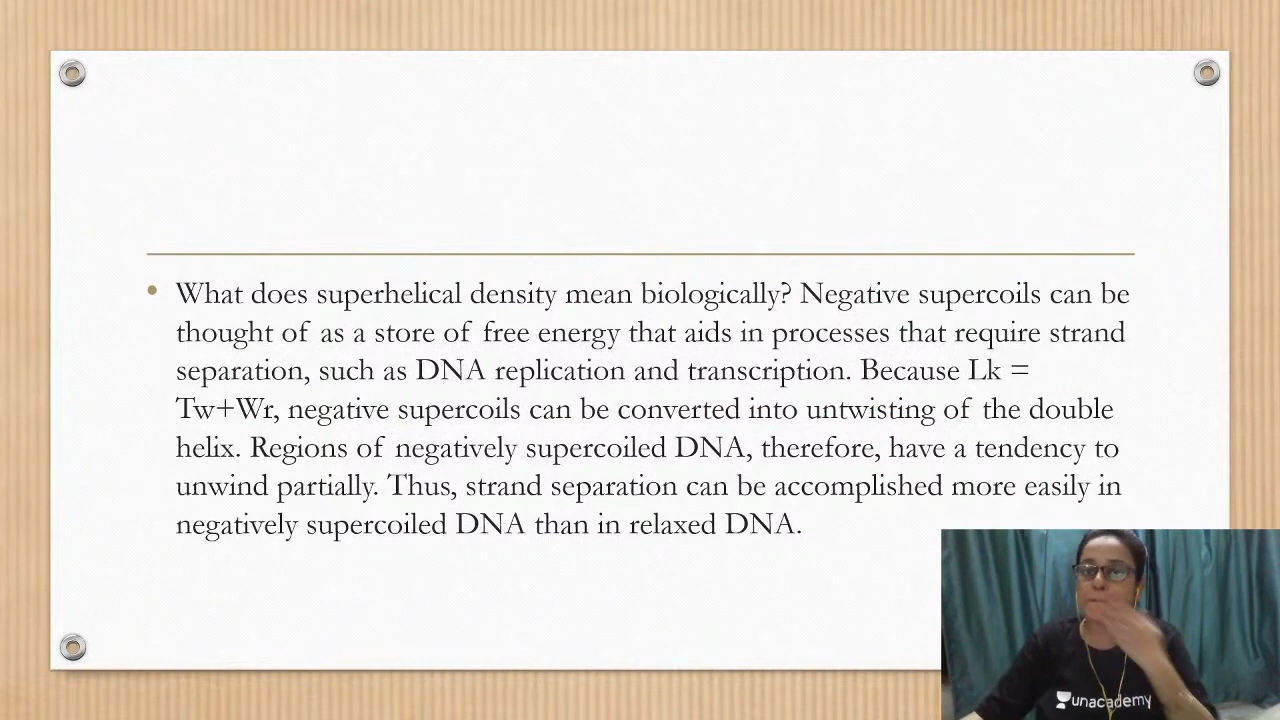 • What does superhelical density mean biologically? Negative supercoils can be
thought of as a store of free energy that aids in processes that require strand
separation, such as DNA replication and transcription. Because Lk =
Tw+Wr, negative supercoils can be converted into untwisting of the double
helix. Regions of negatively supercoiled DNA, therefore, have a tendency to
unwind partially. Thus, strand separation can be accomplished more easily in
negatively supercoiled DNA than in relaxed DNA.
unacademy